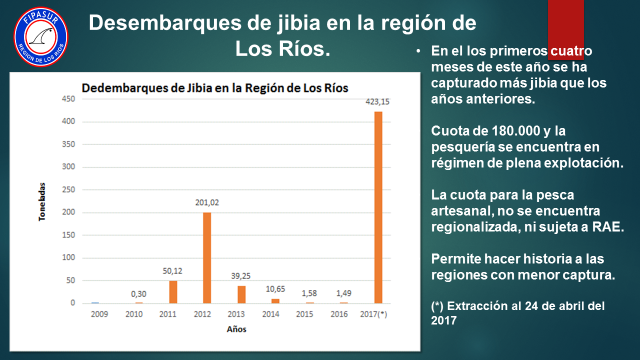 FIPASUR
REGION DE LOS RIOS
Desembarques de jibia en la región de
Los Ríos.
Dedembarques de Jibia en la Región de Los Ríos
450
400
350
300
250
200
150
100
50
0
Toneladas
0,30
50,12
201,02
39,25
10,65
1,58
1,49
423,15
2009 2010 2011 2012 2013 2014 2015 2016 2017(*)
Años
• En el los primeros cuatro
meses de este año se ha
capturado más jibia que los
años anteriores.
Cuota de 180.000 y la
pesquería se encuentra en
régimen de plena explotación.
La cuota para la pesca
artesanal, no se encuentra
regionalizada, ni sujeta a RAE.
Permite hacer historia a las
regiones con menor captura.
(*) Extracción al 24 de abril del
2017